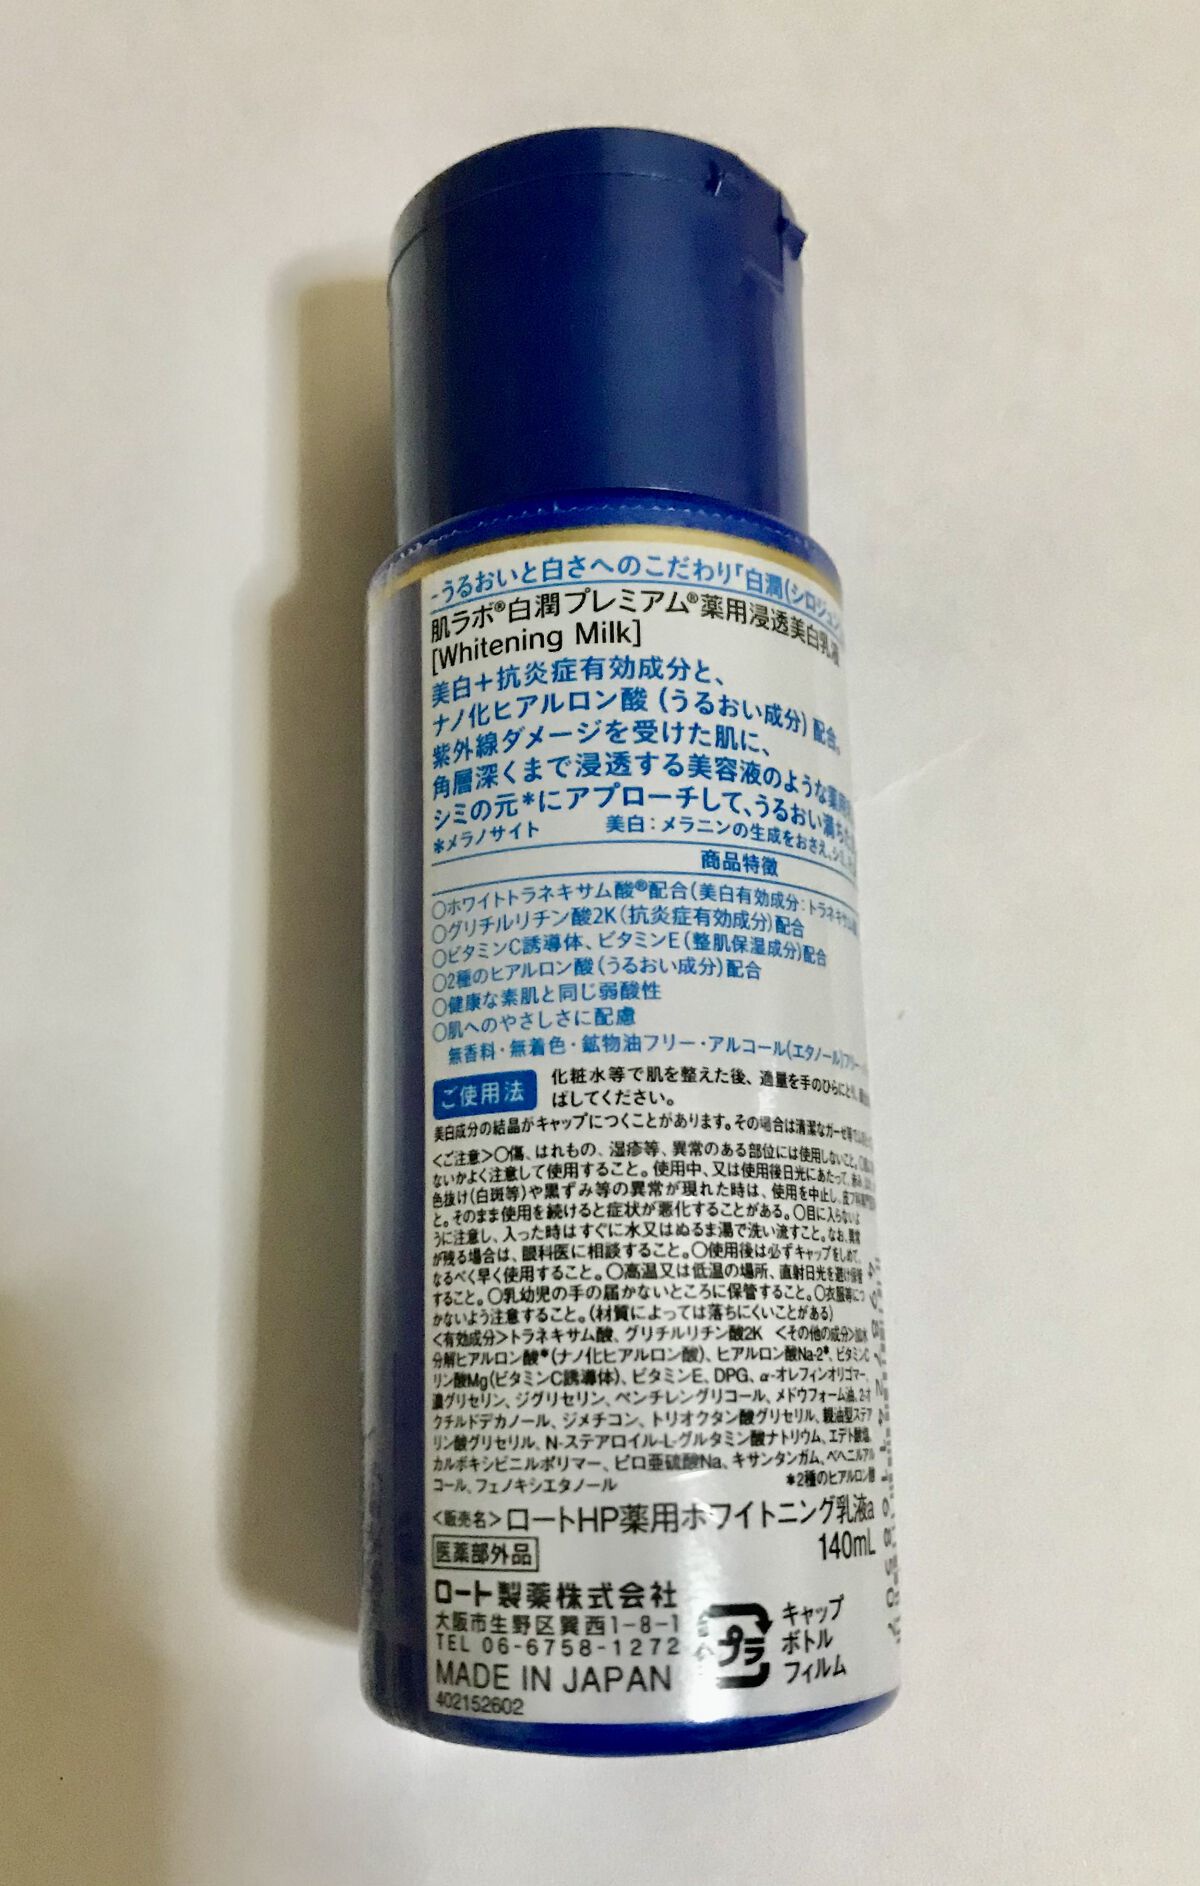 -うるおいと白さへのこだわり「白潤(シロジュン
肌ラボ®白潤プレミアム®薬用浸透美白乳液
[Whitening Milk]
美白+抗炎症有効成分と、
ナノ化ヒアルロン酸(うるおい成分)配合。
紫外線ダメージを受けた肌に、
角層深くまで浸透する美容液のような薬用
シミの元*にアプローチして、うるおい満ちた
*メラノサイト 美白:メラニンの生成をおさえ、シミ、
商品特徴
○ホワイトトラネキサム酸®配合(美白有効成分:トラネキサム酸
○グリチルリチン酸2K(抗炎症有効成分)配合
○ビタミンC誘導体、ビタミンE(整肌保湿成分)配合
○2種のヒアルロン酸(うるおい成分)配合
○健康な素肌と同じ弱酸性
○肌へのやさしさに配慮
無香料・無着色・鉱物油フリー・アルコール(エタノール)フリー
ご使用法 化粧水等で肌を整えた後、適量を手のひらにとり、
ばしてください。
美白成分の結晶がキャップにつくことがあります。その場合は清潔なガーゼ等で
<ご注意>○傷、はれもの、湿疹等、異常のある部位には使用しないこと。
ないかよく注意して使用すること。使用中、又は使用後日光にあたって、赤み、
色抜け(白斑等)や黒ずみ等の異常が現れた時は、使用を中止し、皮フ科専門医
と。そのまま使用を続けると症状が悪化することがある。○目に入らないよ
うに注意し、入った時はすぐに水又はぬるま湯で洗い流すこと。なお、異常
が残る場合は、眼科医に相談すること。○使用後は必ずキャップをしめて、
なるべく早く使用すること。○高温又は低温の場所、直射日光を避け保管
すること。○乳幼児の手の届かないところに保管すること。○衣服等につ
かないよう注意すること。(材質によっては落ちにくいことがある)
<有効成分>トラネキサム酸、グリチルリチン酸2K <その他の成分>加水
分解ヒアルロン酸*(ナノ化ヒアルロン酸)、ヒアルロン酸Na-2*、ビタミンC
リン酸Mg(ビタミンC誘導体)、ビタミンE、DPG、α-オレフィンオリゴマー、
濃グリセリン、ジグリセリン、ペンチレングリコール、メドウフォーム油、2-オ
クチルドデカノール、ジメチコン、トリオクタン酸グリセリル、親油型ステア
リン酸グリセリル、N-ステアロイル-L-グルタミン酸ナトリウム、エデト酸塩、
カルボキシビニルポリマー、ピロ亜硫酸Na、キサンタンガム、ベヘニルアル
コール、フェノキシエタノール *2種のヒアルロン酸
<販売名>ロートHP薬用ホワイトニング乳液a
医薬部外品 140mL
ロート製薬株式会社
大阪市生野区巽西1-8-1
TEL 06-6758-1272
MADE IN JAPAN
402152602
プラ
キャップ
ボトル
フィルム